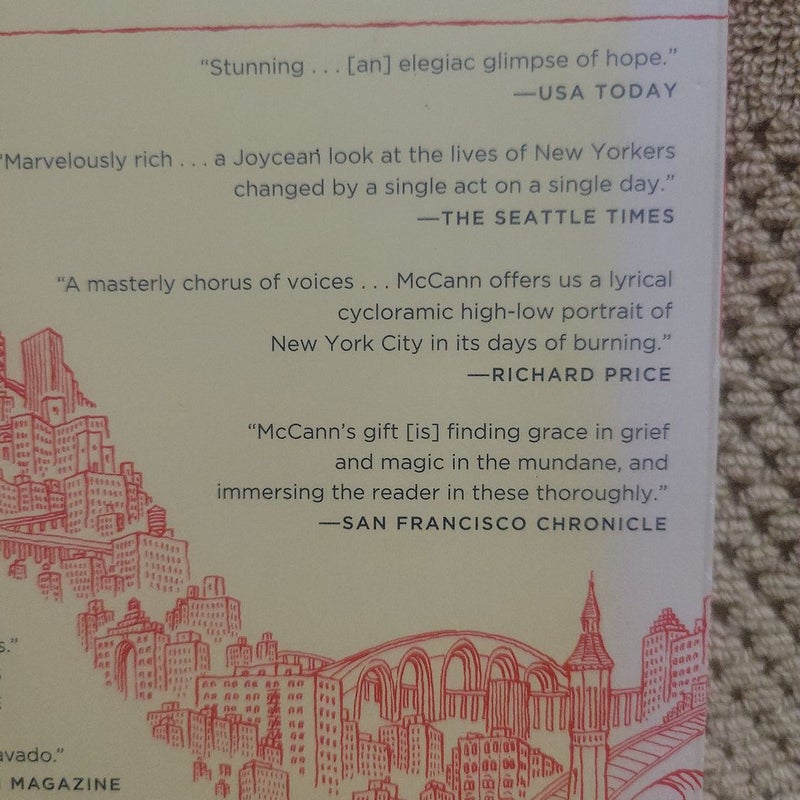 “Stunning . . . [an] elegiac glimpse of hope.”
—USA TODAY
“Marvelously rich . . . a Joycean look at the lives of New Yorkers
changed by a single act on a single day.”
—THE SEATTLE TIMES
“A masterly chorus of voices . . . McCann offers us a lyrical
cycloramic high-low portrait of
New York City in its days of burning.”
—RICHARD PRICE
“McCann’s gift [is] finding grace in grief
and magic in the mundane, and
immersing the reader in these thoroughly.”
—SAN FRANCISCO CHRONICLE
MAGAZINE